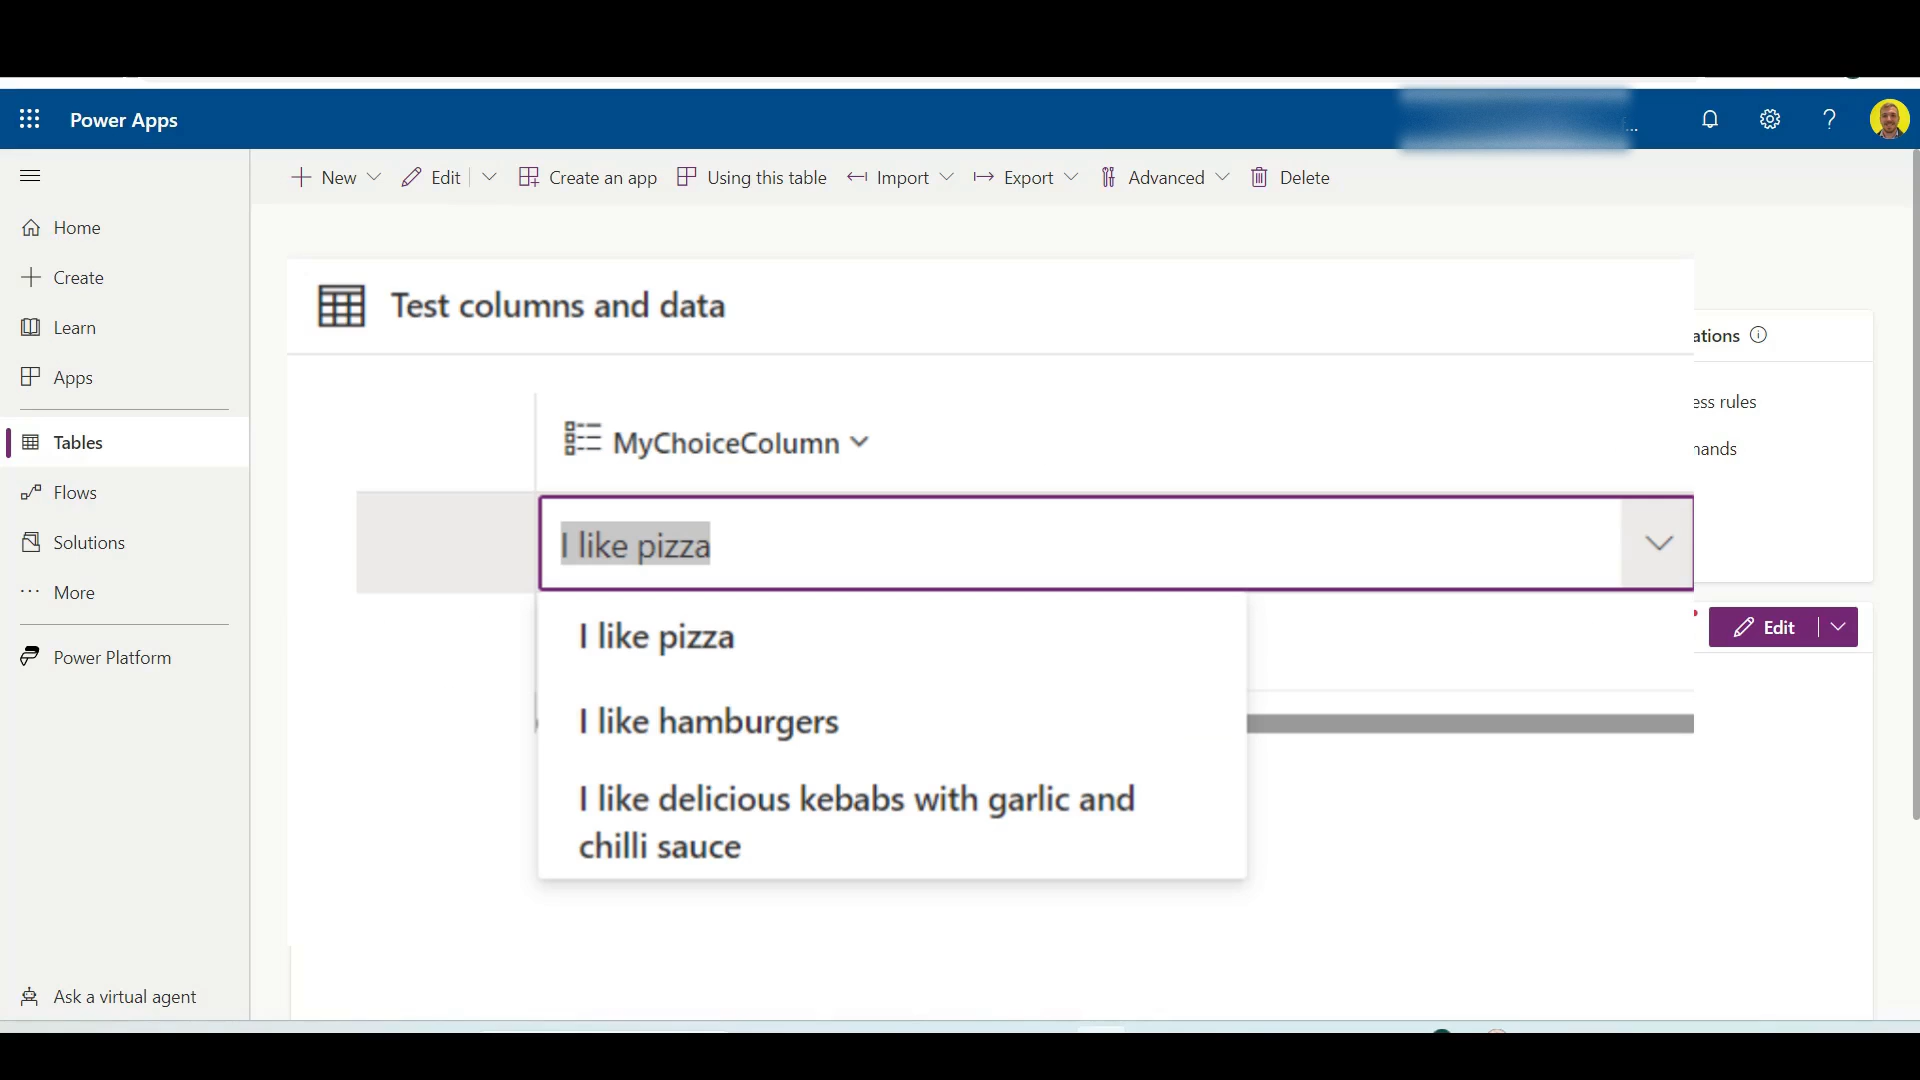 Power Apps
...
New
Edit
Create an app
Using this table
Import
Export
Advanced
Delete
Home
Create
Learn
Apps
Tables
Flows
Solutions
More
Power Platform
Ask a virtual agent
Test columns and data
ations
ess rules
MyChoiceColumn
I like pizza
I like pizza
I like hamburgers
I like delicious kebabs with garlic and
chilli sauce
Edit